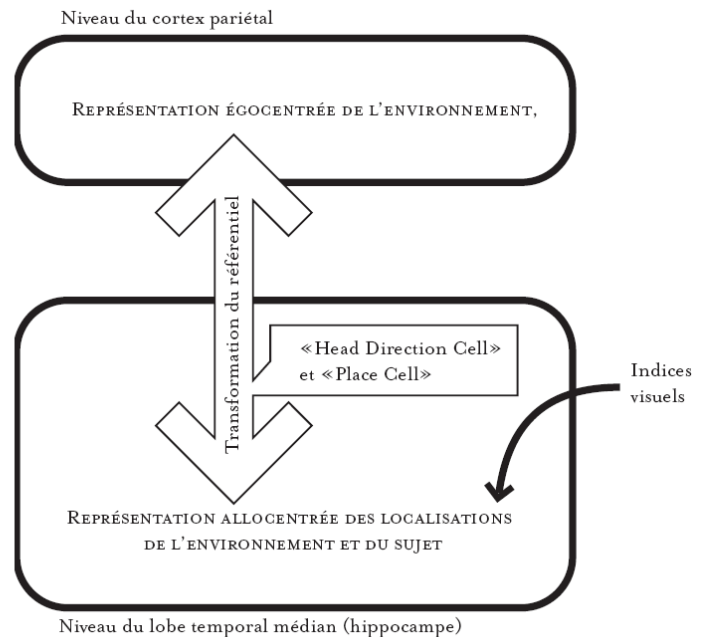 Niveau du cortex pariétal
Représentation égocentrée de l'environnement,
Transformation du référentiel
«Head Direction Cell»
et «Place Cell»
Indices
visuels
Représentation allocentrée des localisations
de l'environnement et du sujet
Niveau du lobe temporal médian (hippocampe)